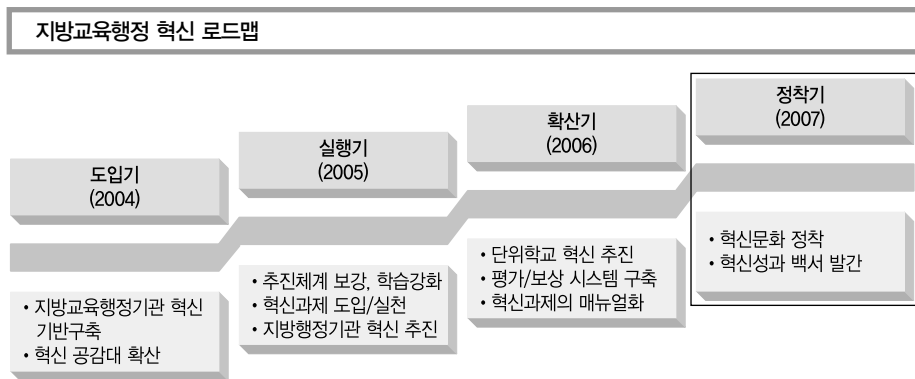 지방교육행정 혁신 로드맵
도입기
(2004)
• 지방교육행정기관 혁신
기반구축
• 혁신 공감대 확산
실행기
(2005)
• 추진체계 보강, 학습강화
• 혁신과제 도입/실천
• 지방행정기관 혁신 추진
확산기
(2006)
• 단위학교 혁신 추진
• 평가/보상 시스템 구축
• 혁신과제의 매뉴얼화
정착기
(2007)
• 혁신문화 정착
• 혁신성과 백서 발간